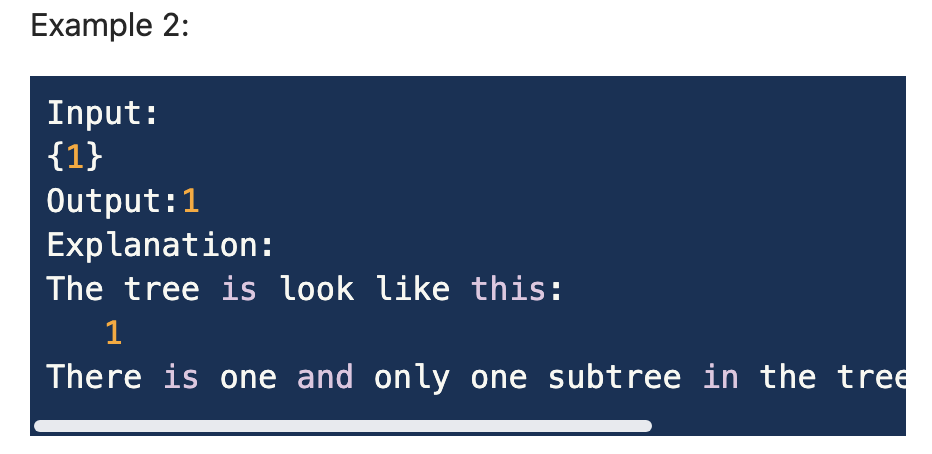 Example 2:
Input:
{1}
Output:1
Explanation:
The tree is look like this:
1
There is one and only one subtree in the tree